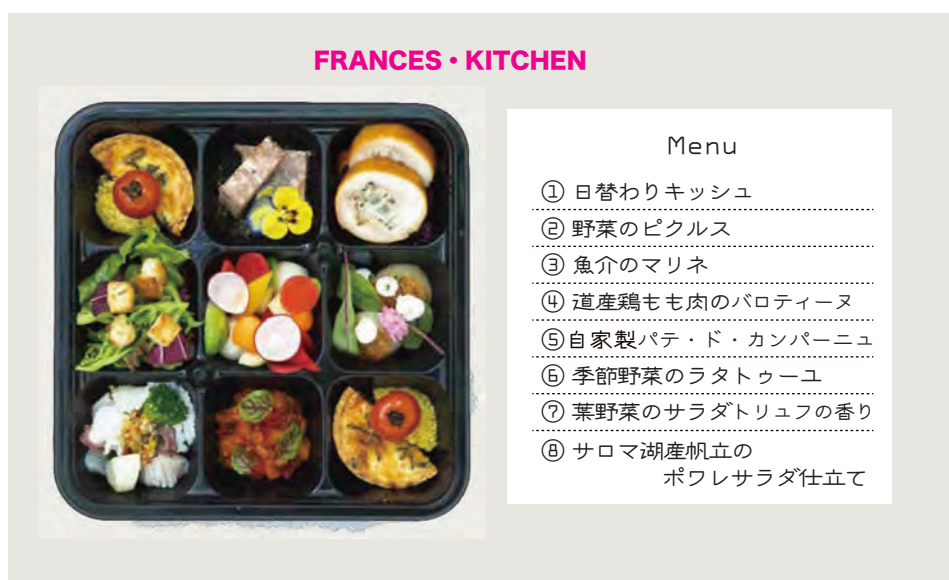 FRANCES・KITCHEN
Menu
① 日替わりキッシュ
② 野菜のピクルス
③ 魚介のマリネ
④ 道産鶏もも肉のバロティーヌ
⑤自家製パテ・ド・カンパーニュ
⑥ 季節野菜のラタトゥーユ
⑦ 葉野菜のサラダトリュフの香り
⑧ サロマ湖産帆立の
ポワレサラダ仕立て